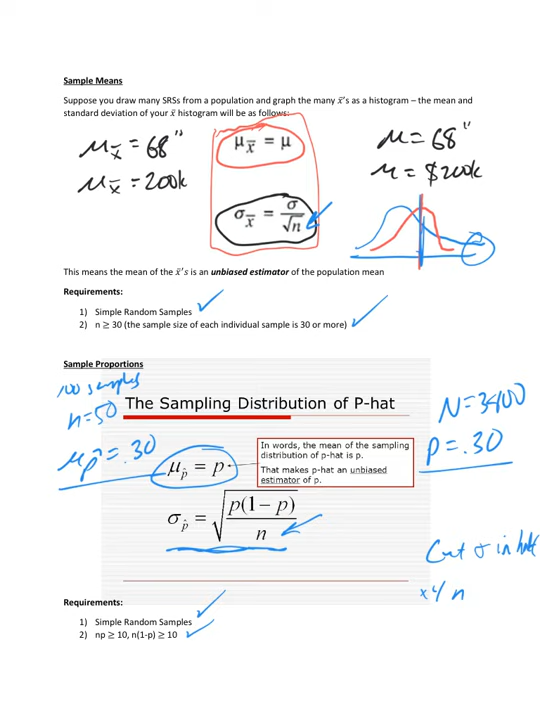 Sample Means
Suppose you draw many SRSs from a population and graph the many x̄'s as a histogram – the mean and
standard deviation of your x̄ histogram will be as follows:
μx̄ = 68"
μx̄ = 200k
μx̄ = μ
σx̄ = σ/√n
μ = 68"
μ = $200k
This means the mean of the x̄'s is an unbiased estimator of the population mean
Requirements:
1) Simple Random Samples
2) n ≥ 30 (the sample size of each individual sample is 30 or more)
Sample Proportions
100 samples
n=50
μp̂ = .30
The Sampling Distribution of P-hat
μp̂ = p
In words, the mean of the sampling
distribution of p-hat is p.
That makes p-hat an unbiased
estimator of p.
σp̂ = √(p(1 − p)/n)
N=3400
p=.30
Cut σ in half
x4 n
Requirements:
1) Simple Random Samples
2) np ≥ 10, n(1-p) ≥ 10